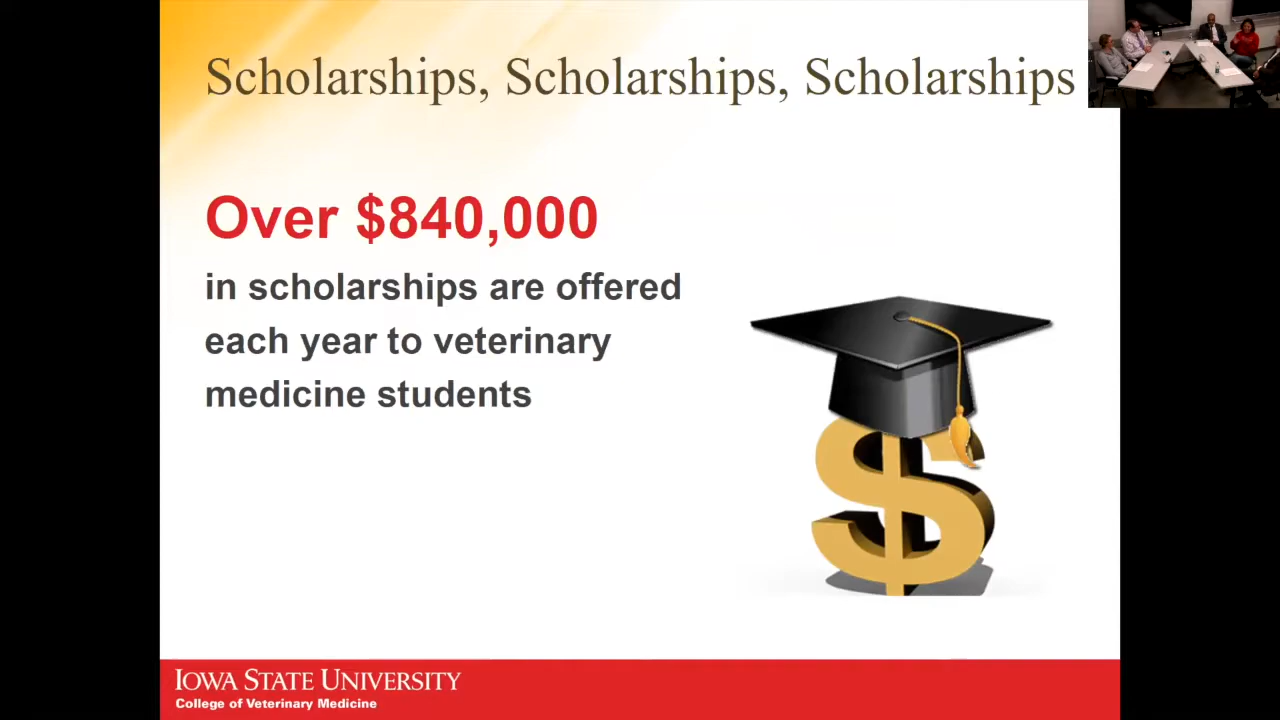 Scholarships, Scholarships, Scholarships
Over $840,000
in scholarships are offered
each year to veterinary
medicine students
IOWA STATE UNIVERSITY
College of Veterinary Medicine